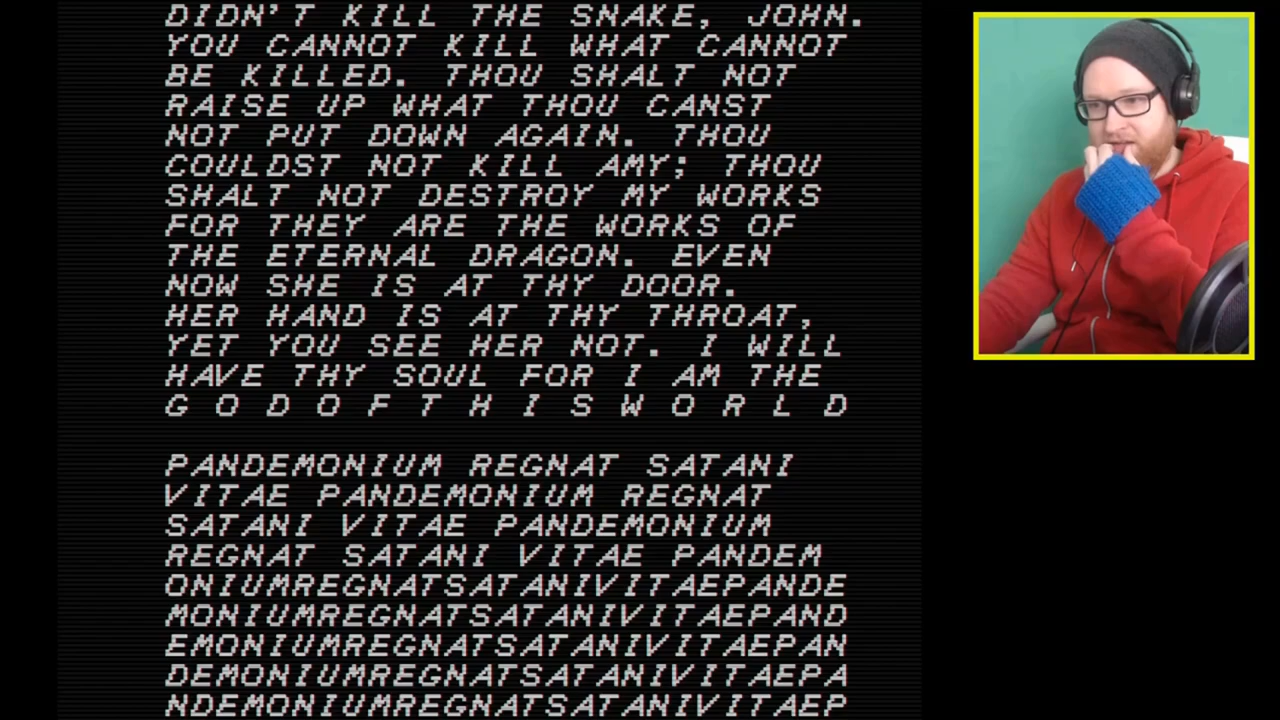 DIDN'T KILL THE SNAKE, JOHN.
YOU CANNOT KILL WHAT CANNOT
BE KILLED. THOU SHALT NOT
RAISE UP WHAT THOU CANST
NOT PUT DOWN AGAIN. THOU
COULDST NOT KILL AMY; THOU
SHALT NOT DESTROY MY WORKS
FOR THEY ARE THE WORKS OF
THE ETERNAL DRAGON. EVEN
NOW SHE IS AT THY DOOR.
HER HAND IS AT THY THROAT,
YET YOU SEE HER NOT. I WILL
HAVE THY SOUL FOR I AM THE
G O D O F T H I S W O R L D
PANDEMONIUM REGNAT SATANI
VITAE PANDEMONIUM REGNAT
SATANI VITAE PANDEMONIUM
REGNAT SATANI VITAE PANDEM
ONIUMREGNATSATANIVITAEPANDE
MONIUMREGNATSATANIVITAEPAND
EMONIUMREGNATSATANIVITAEPAN
DEMONIUMREGNATSATANIVITAEPA
NDEMONIUMREGNATSATANIVITAEP